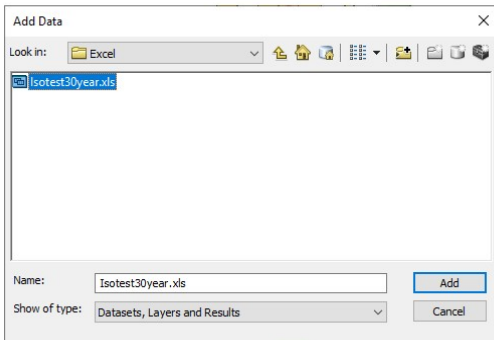 Add Data
Look in: Excel
Isotest30year.xls
Name: Isotest30year.xls Add
Show of type: Datasets, Layers and Results Cancel